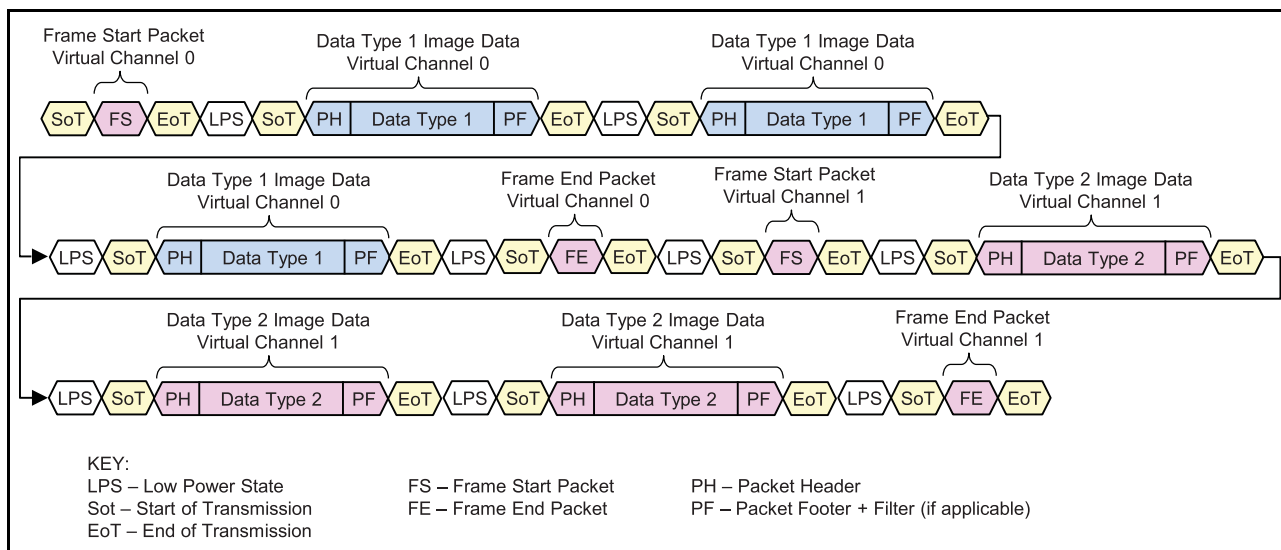 Frame Start Packet
Virtual Channel 0
Data Type 1 Image Data
Virtual Channel 0
Data Type 1 Image Data
Virtual Channel 0
SoT FS EoT LPS SoT PH Data Type 1 PF EoT LPS SoT PH Data Type 1 PF EoT
Data Type 1 Image Data
Virtual Channel 0
Frame End Packet
Virtual Channel 0
Frame Start Packet
Virtual Channel 1
Data Type 2 Image Data
Virtual Channel 1
LPS SoT PH Data Type 1 PF EoT LPS SoT FE EoT LPS SoT FS EoT LPS SoT PH Data Type 2 PF EoT
Data Type 2 Image Data
Virtual Channel 1
Data Type 2 Image Data
Virtual Channel 1
Frame End Packet
Virtual Channel 1
LPS SoT PH Data Type 2 PF EoT LPS SoT PH Data Type 2 PF EoT LPS SoT FE EoT
KEY:
LPS – Low Power State
Sot – Start of Transmission
EoT – End of Transmission
FS – Frame Start Packet
FE – Frame End Packet
PH – Packet Header
PF – Packet Footer + Filter (if applicable)